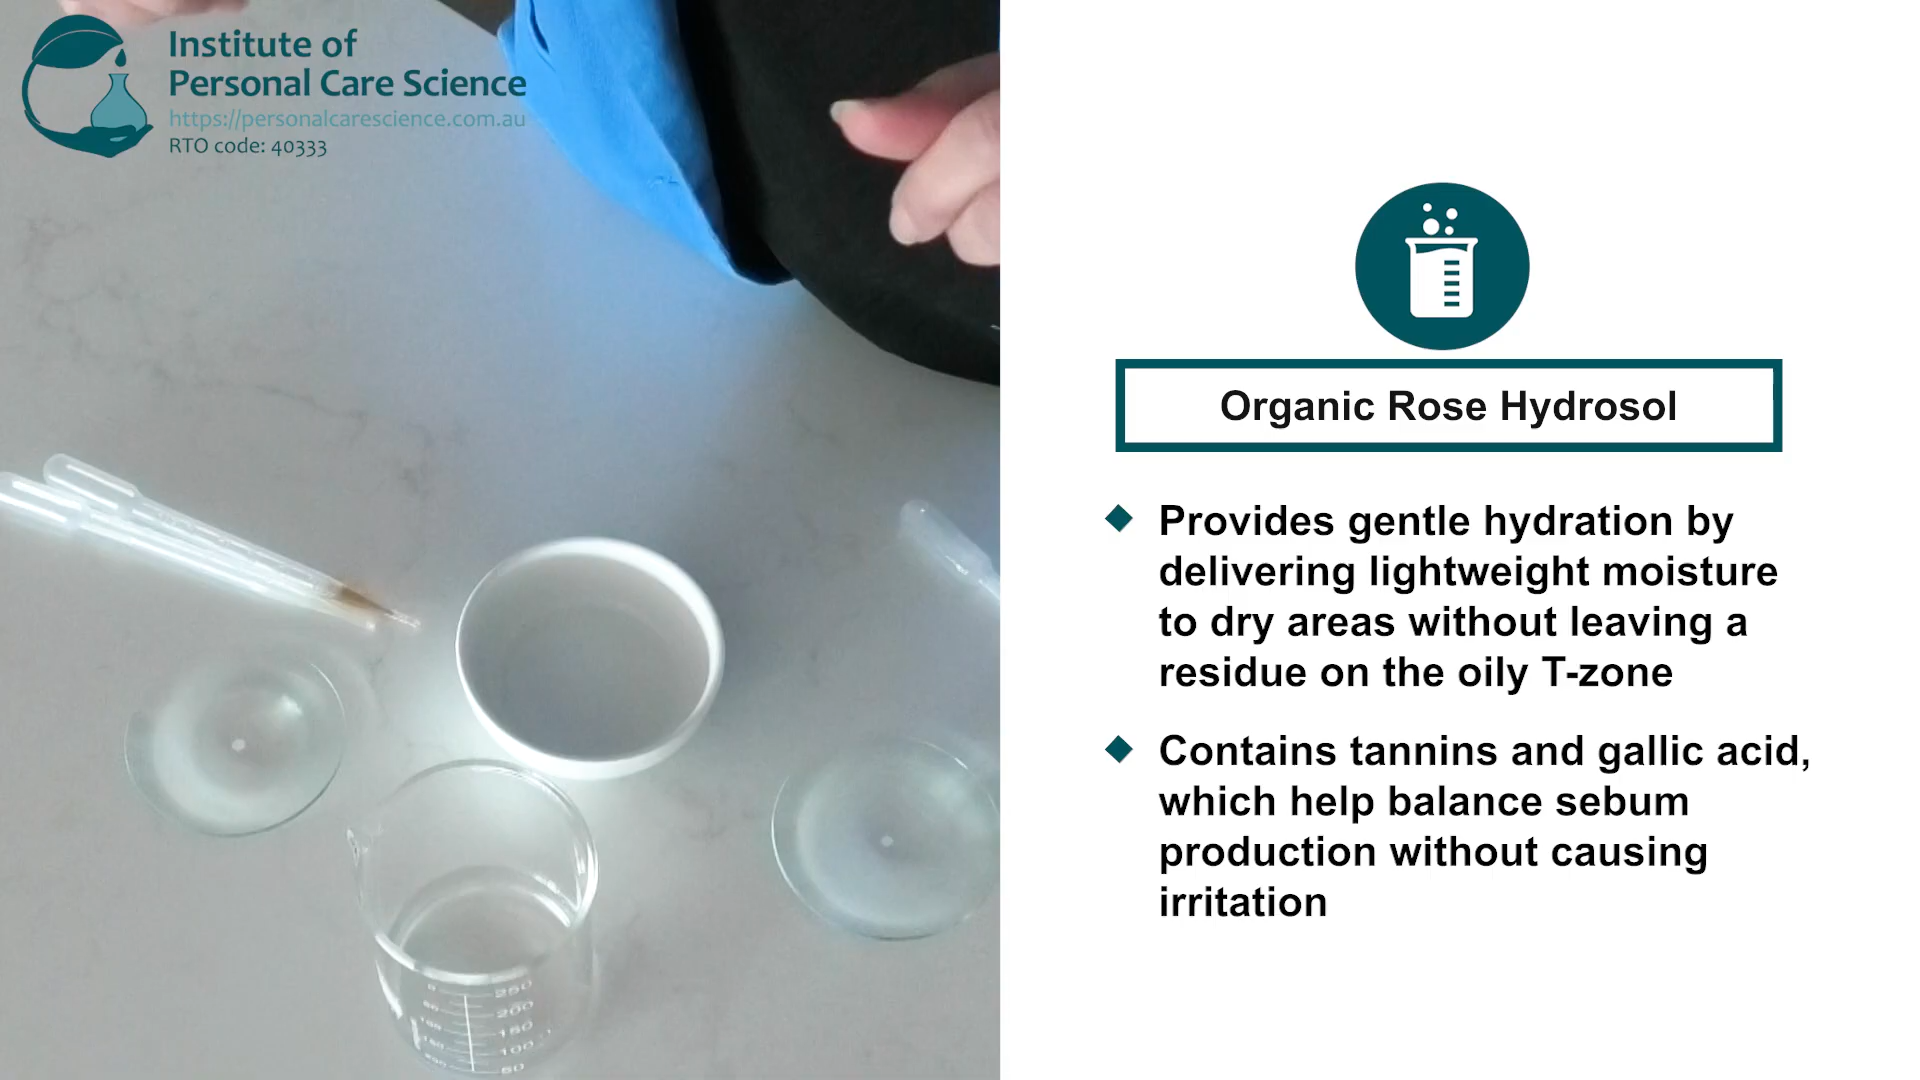 Institute of
Personal Care Science
https://personalcarescience.com.au
RTO code: 40333
Organic Rose Hydrosol
Provides gentle hydration by
delivering lightweight moisture
to dry areas without leaving a
residue on the oily T-zone
Contains tannins and gallic acid,
which help balance sebum
production without causing
irritation
250
200
150
100
50